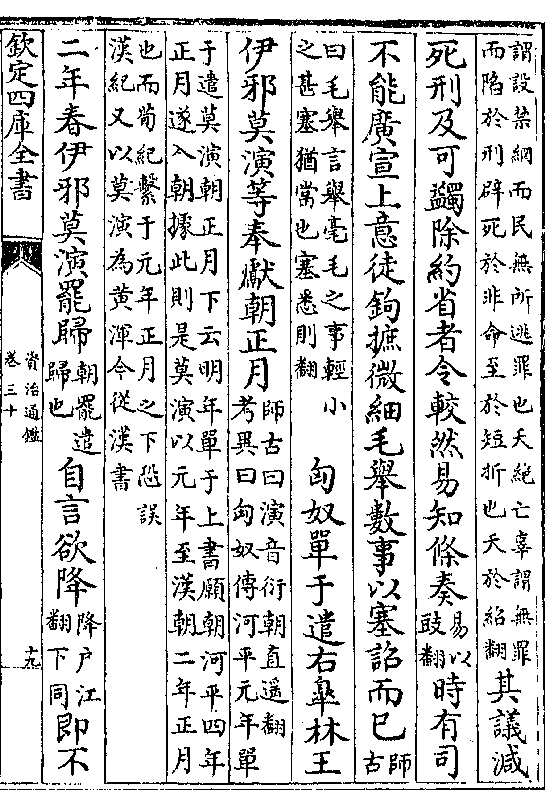 謂設禁網而民無所逃罪也夭絶亡辜謂無罪
而陷於刑辟死於非命至於短折也夭於紹翻
其議減
死刑及可蠲除約省者令較然易知條奏
易以
豉翻
時有司
不能廣宣上意徒鉤摭微細毛舉數事以塞詔而已
師
古
曰毛舉言舉毫毛之事輕小
之甚塞猶當也塞悉則翻
匈奴單于遣右臯林王
伊邪莫演等奉獻朝正月
師古曰演音衍朝直遥翻
考異曰匈奴傳河平元年單
于遣莫演朝正月下云明年單于上書願朝河平四年
正月遂入朝據此則是莫演以元年至漢朝二年正月
也而荀紀繫于元年正月之下恐誤
漢紀又以莫演為黄渾今從漢書
二年春伊邪莫演罷歸
朝罷遣
歸也
自言欲降
降户江
翻下同
即不
欽定四庫全書
資治通鑑
卷三十
十九